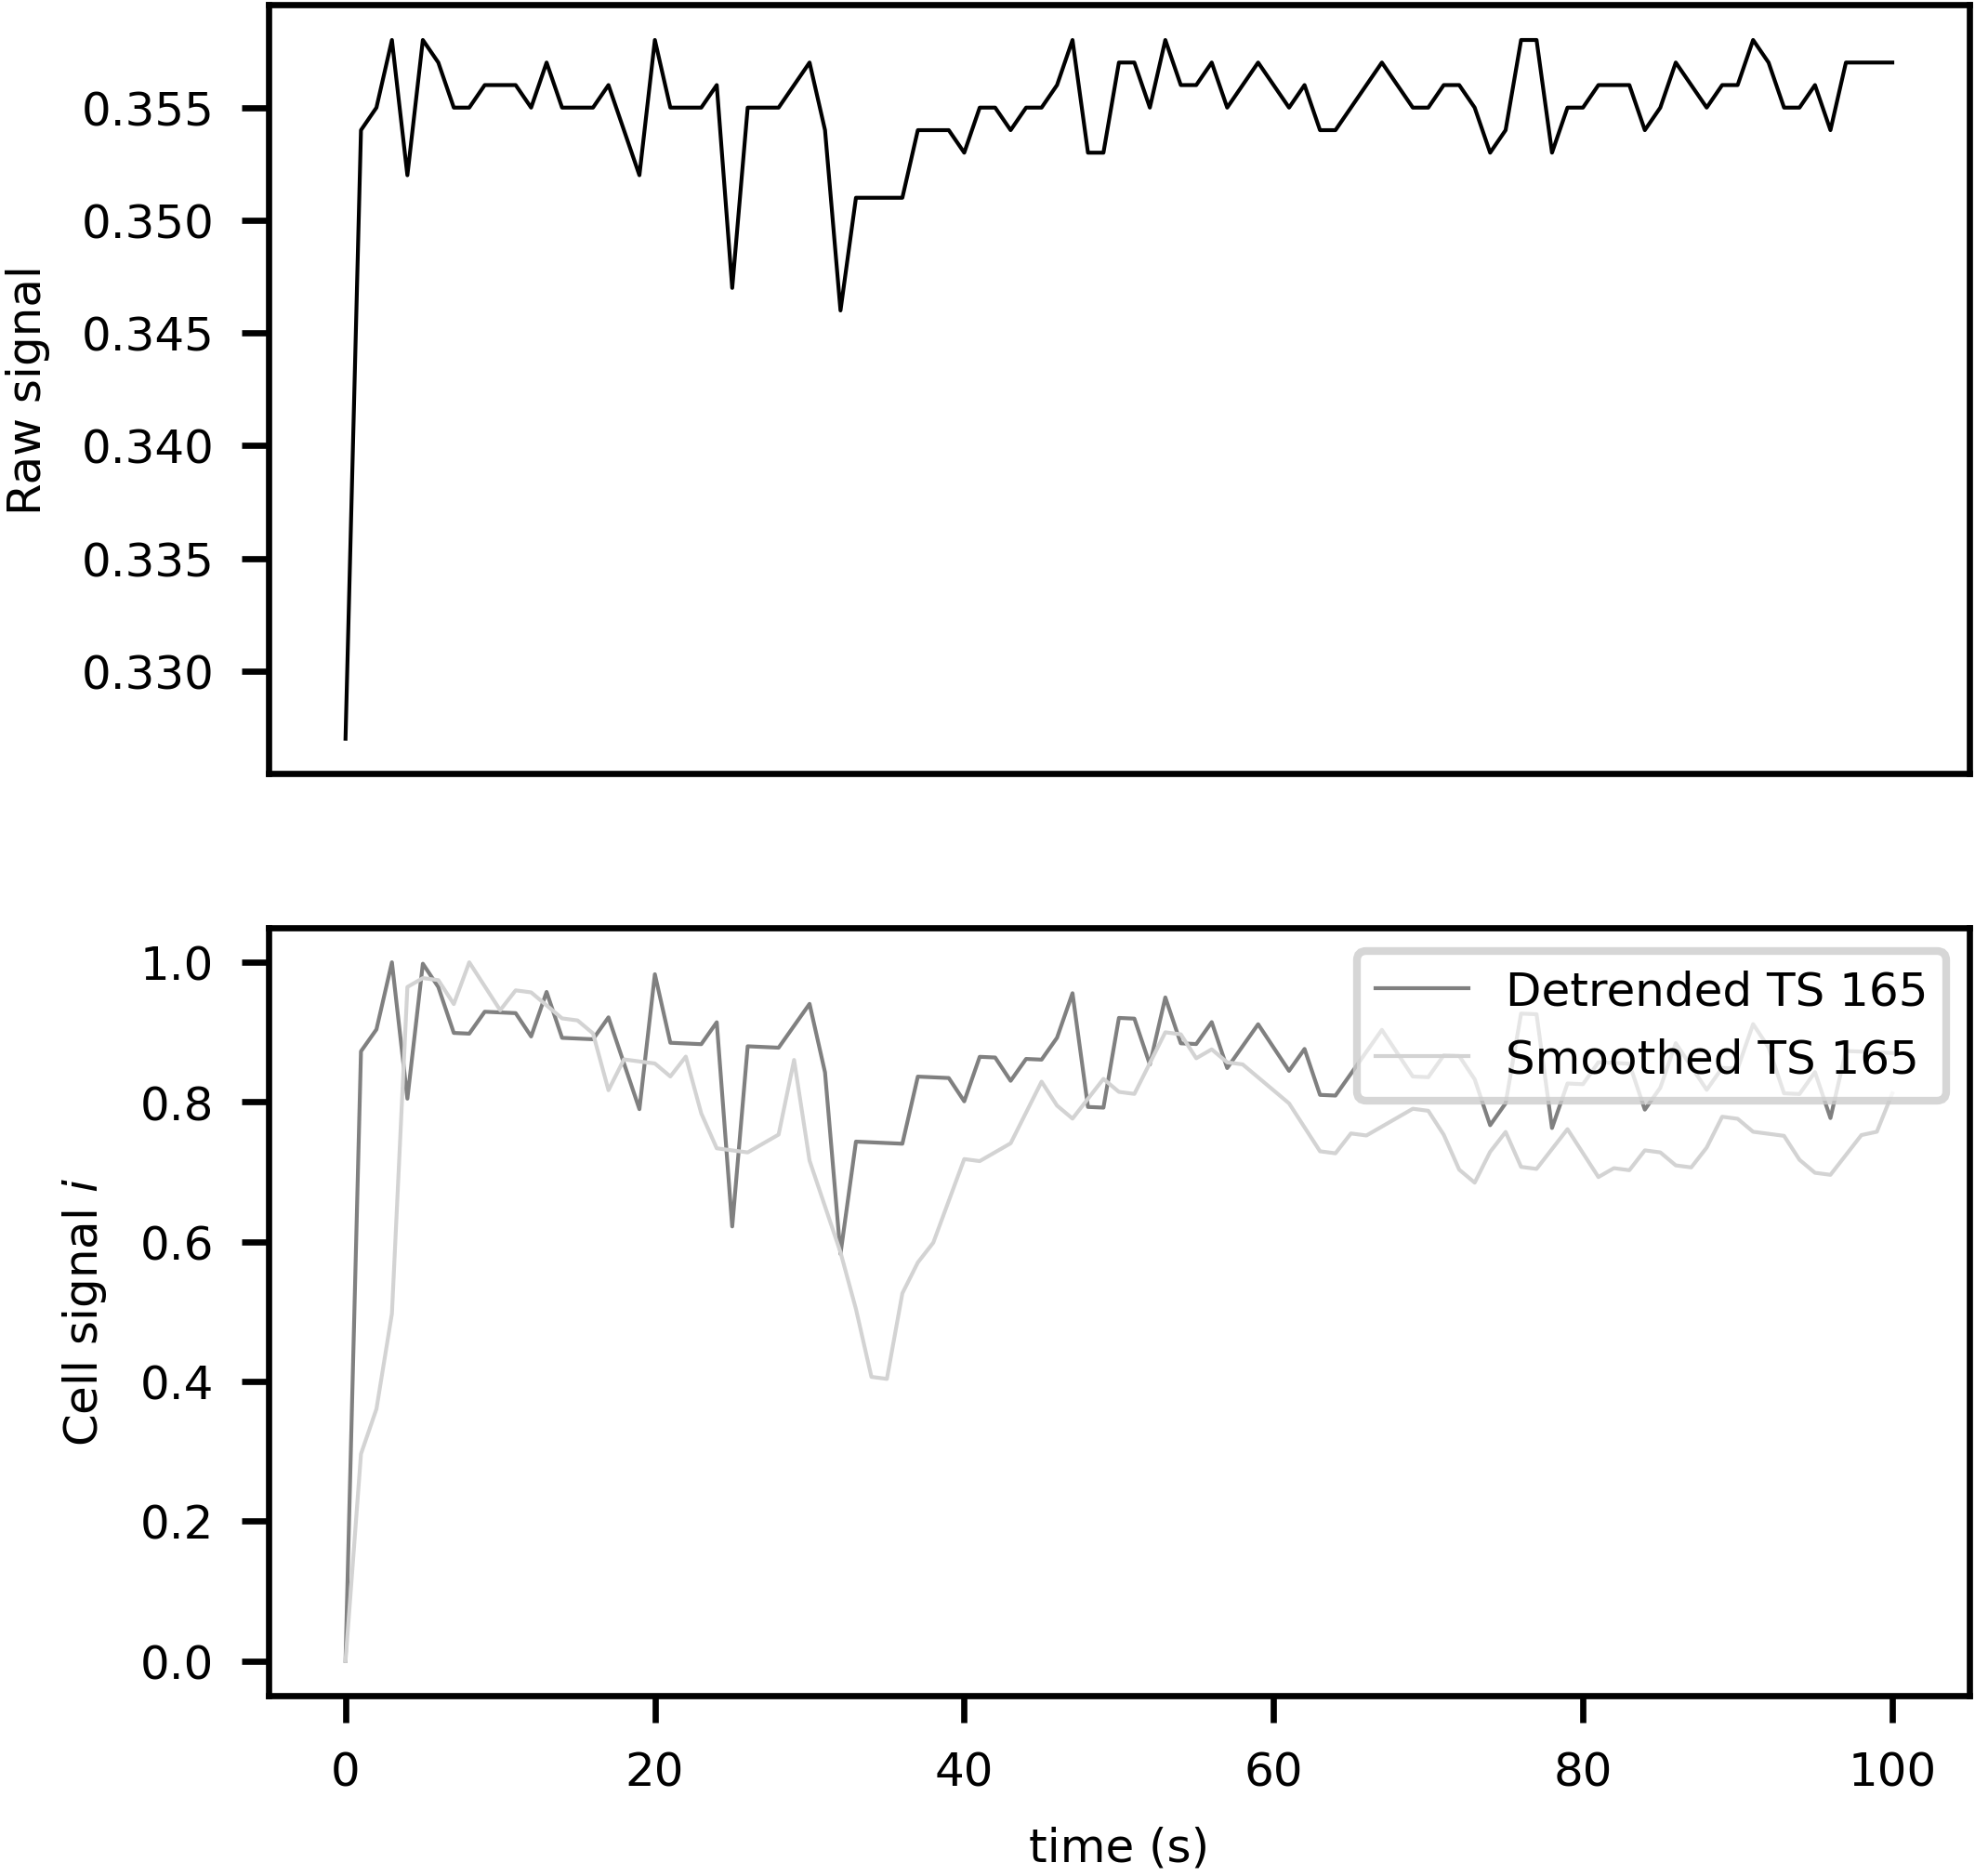 Raw signal
0.355
0.350
0.345
0.340
0.335
0.330
Cell signal i
1.0
0.8
0.6
0.4
0.2
0.0
Detrended TS 165
Smoothed TS 165
0 20 40 60 80 100
time (s)